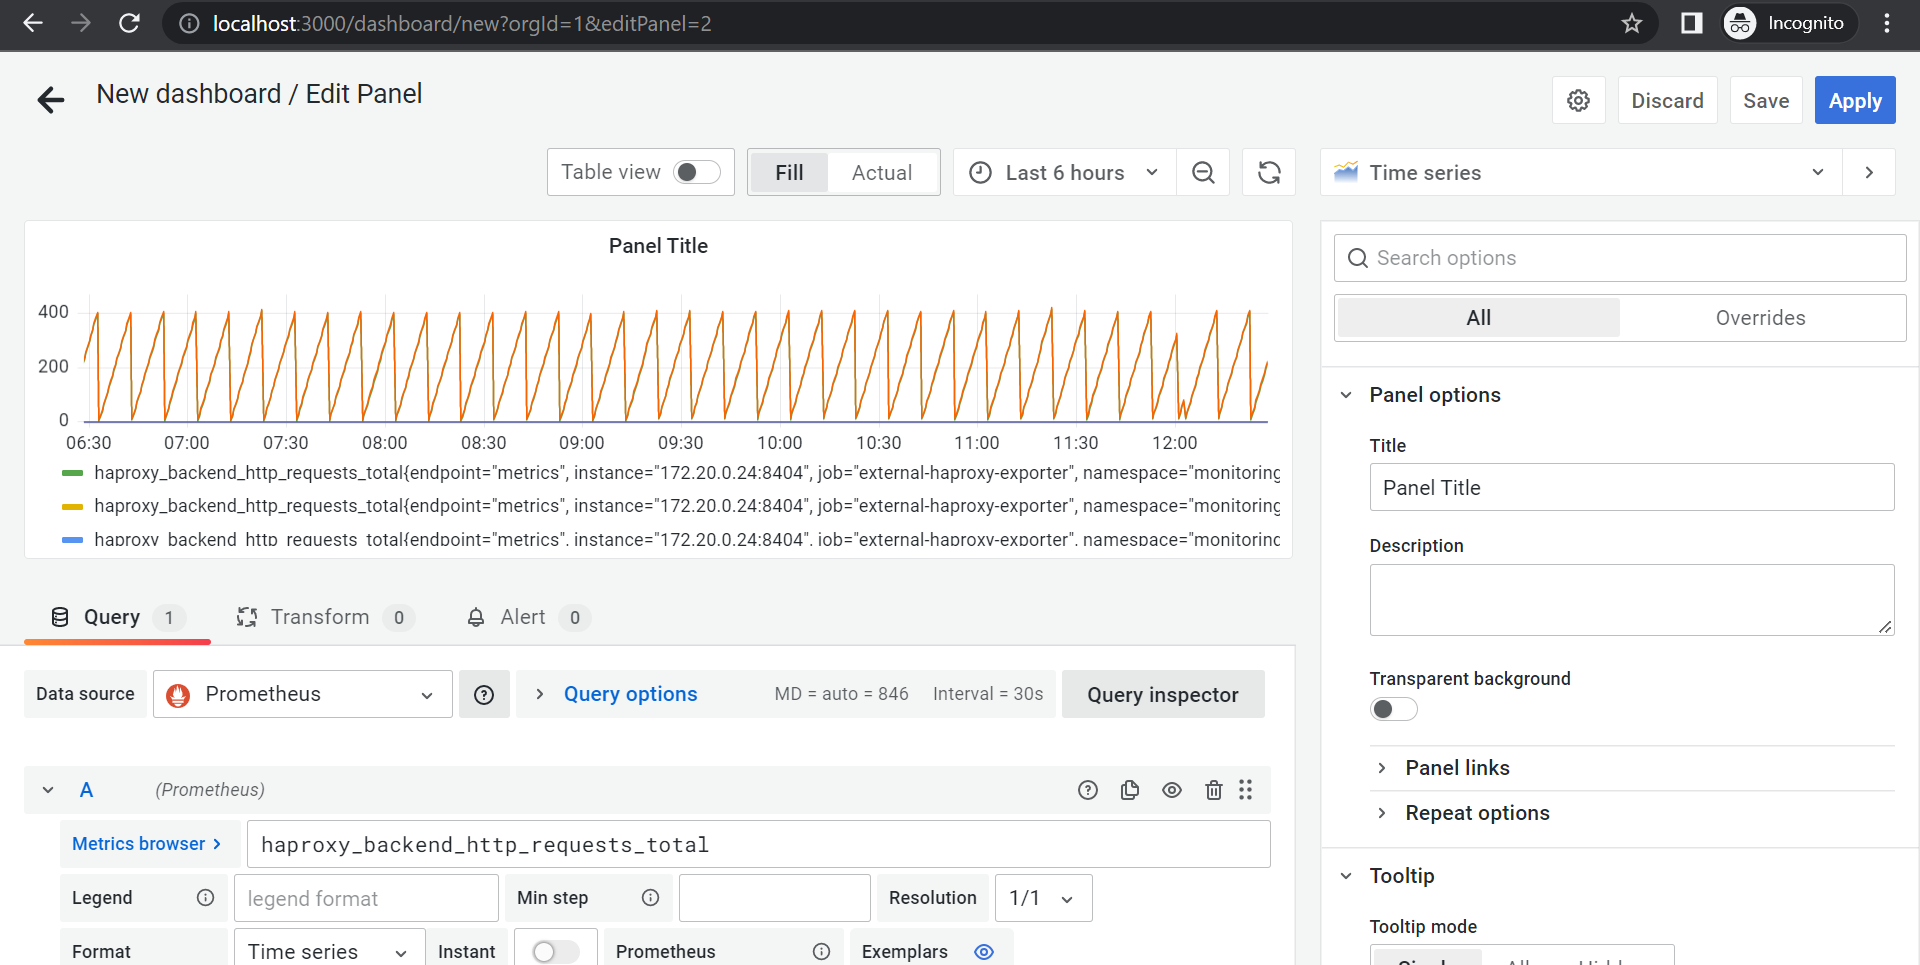 localhost:3000/dashboard/new?orgId=1&editPanel=2
Incognito
New dashboard / Edit Panel
Discard
Save
Apply
Table view
Fill
Actual
Last 6 hours
Time series
Panel Title
Search options
All
Overrides
400
200
0
06:30 07:00 07:30 08:00 08:30 09:00 09:30 10:00 10:30 11:00 11:30 12:00
haproxy_backend_http_requests_total{endpoint="metrics", instance="172.20.0.24:8404", job="external-haproxy-exporter", namespace="monitoring
haproxy_backend_http_requests_total{endpoint="metrics", instance="172.20.0.24:8404", job="external-haproxy-exporter", namespace="monitoring
haproxy_backend_http_requests_total{endpoint="metrics", instance="172.20.0.24:8404", job="external-haproxy-exporter", namespace="monitoring
Panel options
Title
Panel Title
Description
Transparent background
Panel links
Repeat options
Tooltip
Tooltip mode
Query 1
Transform 0
Alert 0
Data source
Prometheus
Query options
MD = auto = 846
Interval = 30s
Query inspector
A
(Prometheus)
Metrics browser >
haproxy_backend_http_requests_total
Legend
legend format
Min step
Resolution
1/1
Format
Time series
Instant
Prometheus
Exemplars